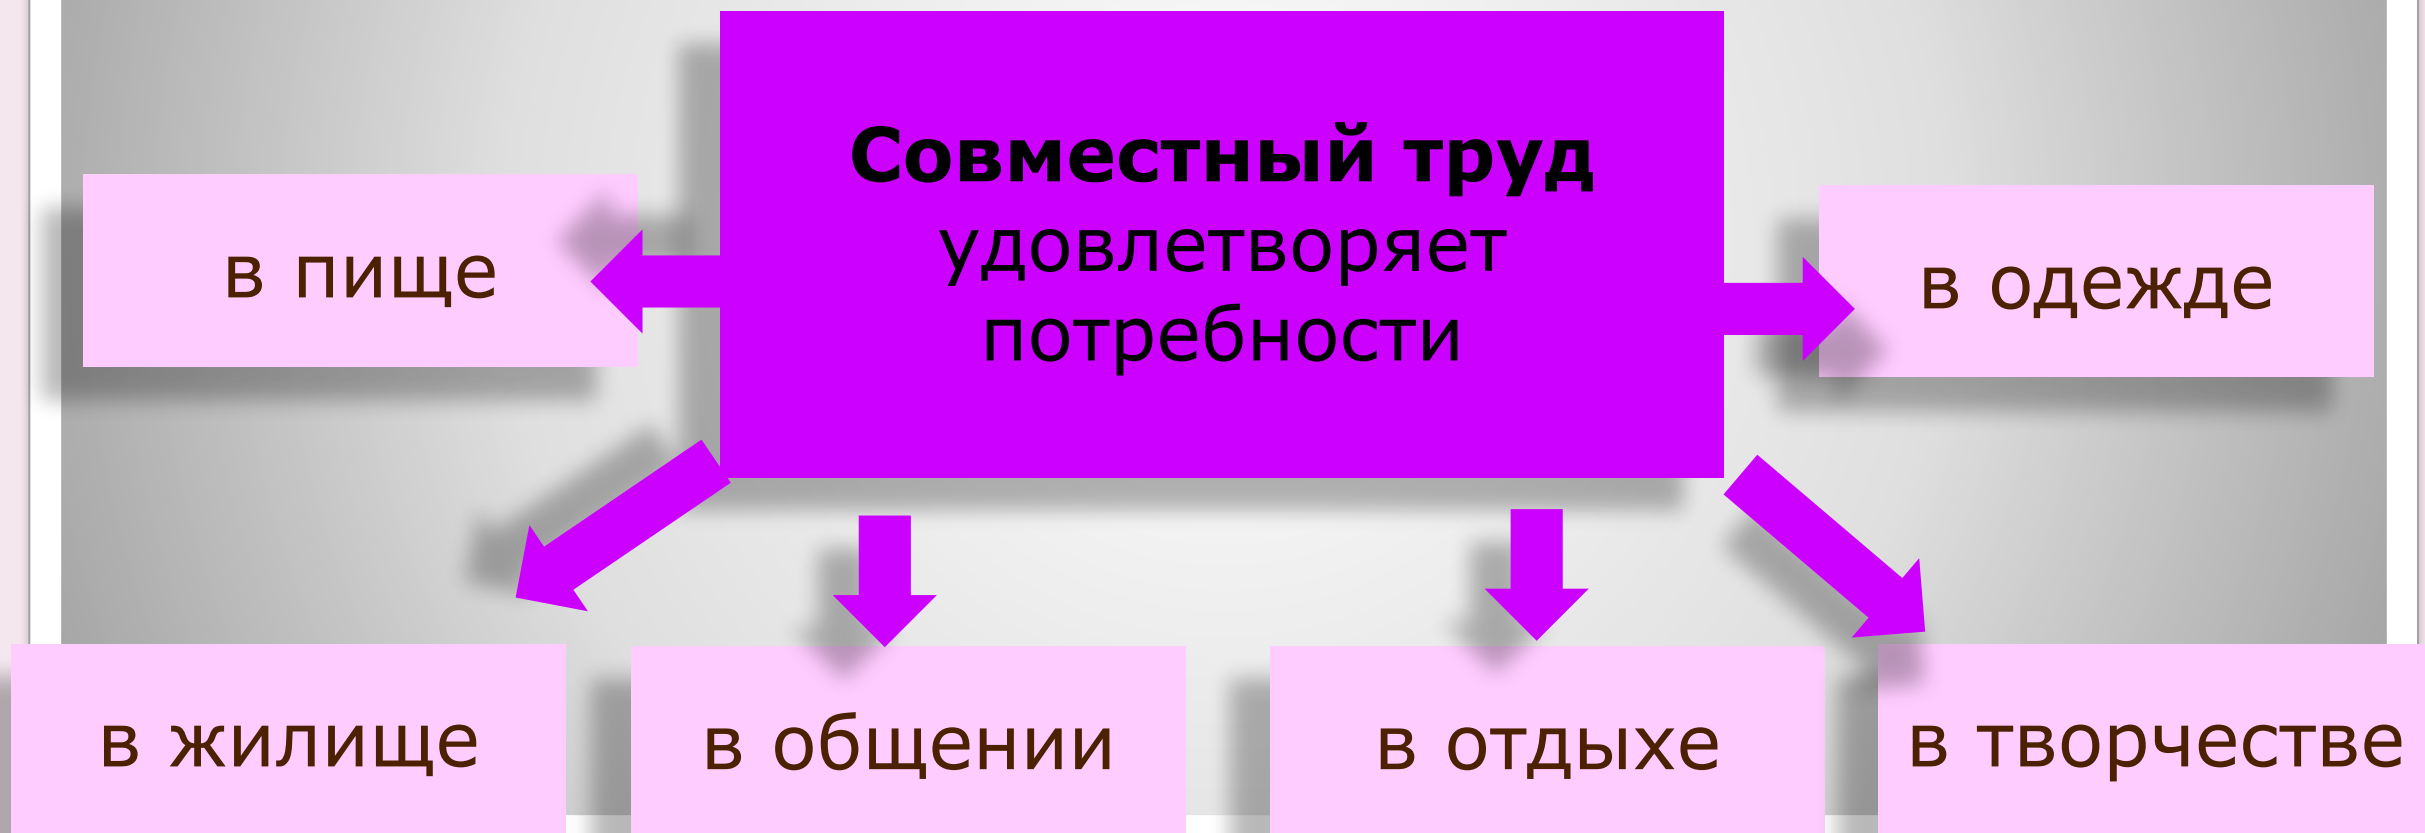 Совместный труд
удовлетворяет
потребности
в пище
в одежде
в жилище
в общении
в отдыхе
в творчестве